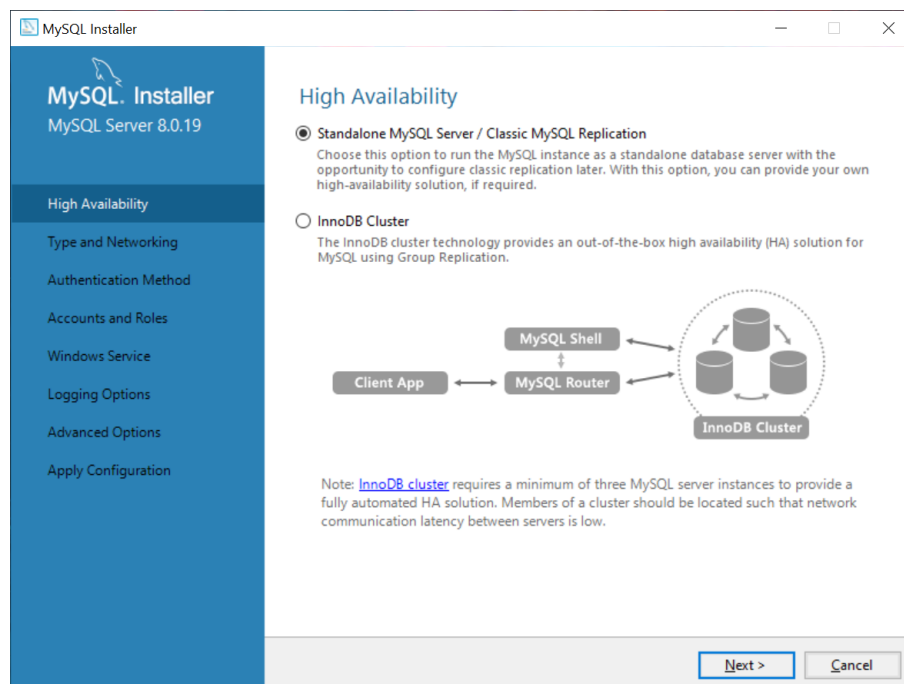 MySQL Installer
MySQL. Installer
MySQL Server 8.0.19
High Availability
Type and Networking
Authentication Method
Accounts and Roles
Windows Service
Logging Options
Advanced Options
Apply Configuration
High Availability
Standalone MySQL Server / Classic MySQL Replication
Choose this option to run the MySQL instance as a standalone database server with the
opportunity to configure classic replication later. With this option, you can provide your own
high-availability solution, if required.
InnoDB Cluster
The InnoDB cluster technology provides an out-of-the-box high availability (HA) solution for
MySQL using Group Replication.
MySQL Shell
Client App
MySQL Router
InnoDB Cluster
Note: InnoDB cluster requires a minimum of three MySQL server instances to provide a
fully automated HA solution. Members of a cluster should be located such that network
communication latency between servers is low.
Next >
Cancel